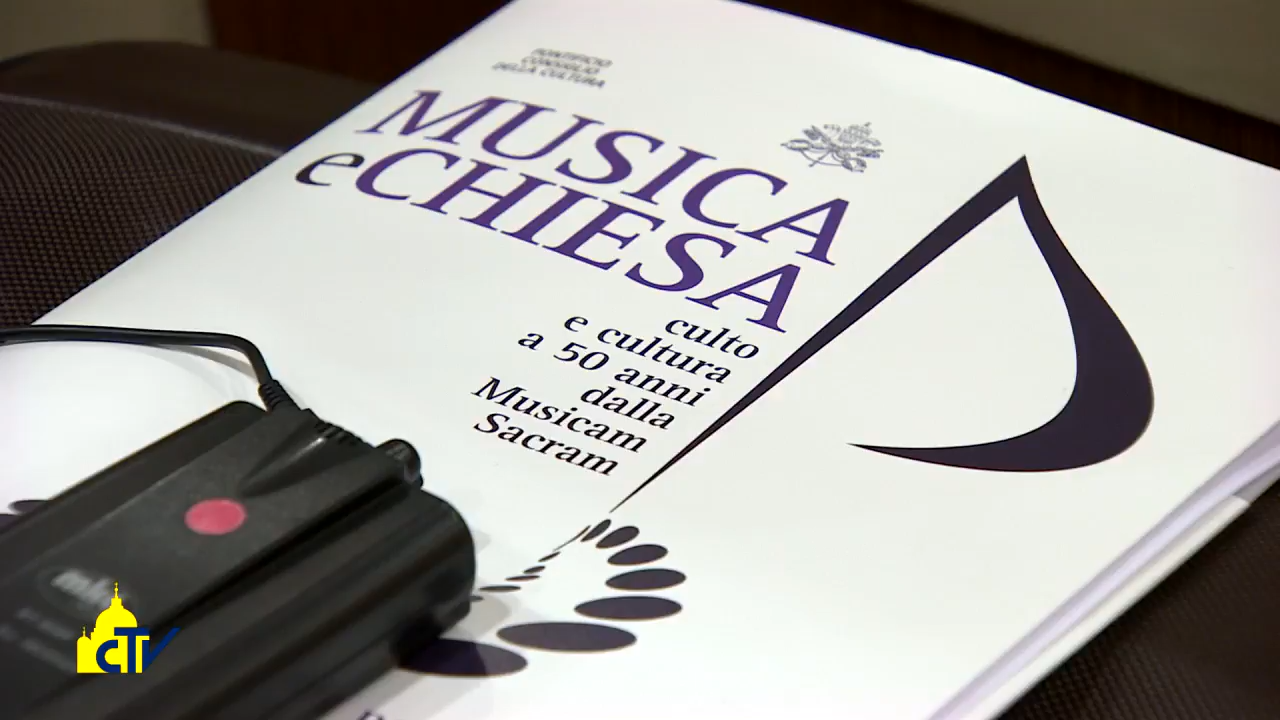 PONTIFICIO
CONSIGLIO
DELLA CULTURA
MUSICA
eCHIESA
culto
e cultura
a 50 anni
dalla
Musicam
Sacram
CTV